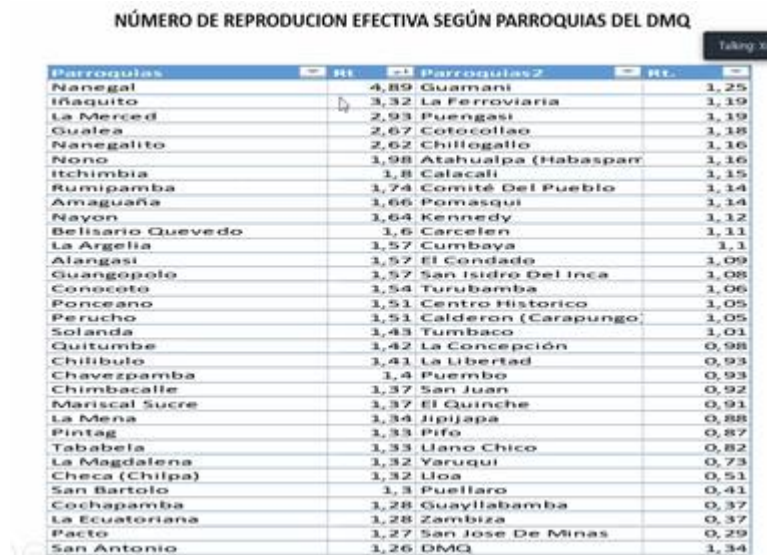 NÚMERO DE REPRODUCION EFECTIVA SEGÚN PARROQUIAS DEL DMQ
Talking:
Parroquias Rt Parroquias2 Rt.
Nanegal 4,89 Guamani 1,25
Iñaquito 3,32 La Ferroviaria 1,19
La Merced 2,93 Puengasi 1,19
Gualea 2,67 Cotocollao 1,18
Nanegalito 2,62 Chillogallo 1,16
Nono 1,98 Atahualpa (Habaspam 1,16
Itchimbia 1,8 Calacali 1,15
Rumipamba 1,74 Comité Del Pueblo 1,14
Amaguaña 1,66 Pomasqui 1,14
Nayon 1,64 Kennedy 1,12
Belisario Quevedo 1,6 Carcelen 1,11
La Argelia 1,57 Cumbaya 1,1
Alangasi 1,57 El Condado 1,09
Guangopolo 1,57 San Isidro Del Inca 1,08
Conocoto 1,54 Turubamba 1,06
Ponceano 1,51 Centro Historico 1,05
Perucho 1,51 Calderon (Carapungo) 1,05
Solanda 1,43 Tumbaco 1,01
Quitumbe 1,42 La Concepción 0,98
Chilibulo 1,41 La Libertad 0,93
Chavezpamba 1,4 Puembo 0,93
Chimbacalle 1,37 San Juan 0,92
Mariscal Sucre 1,37 El Quinche 0,91
La Mena 1,34 Jipijapa 0,88
Pintag 1,33 Pifo 0,87
Tababela 1,33 Llano Chico 0,82
La Magdalena 1,32 Yaruqui 0,73
Checa (Chilpa) 1,32 Lloa 0,51
San Bartolo 1,3 Puellaro 0,41
Cochapamba 1,28 Guayllabamba 0,37
La Ecuatoriana 1,28 Zambiza 0,37
Pacto 1,27 San Jose De Minas 0,29
San Antonio 1,26 DMQ 1,34